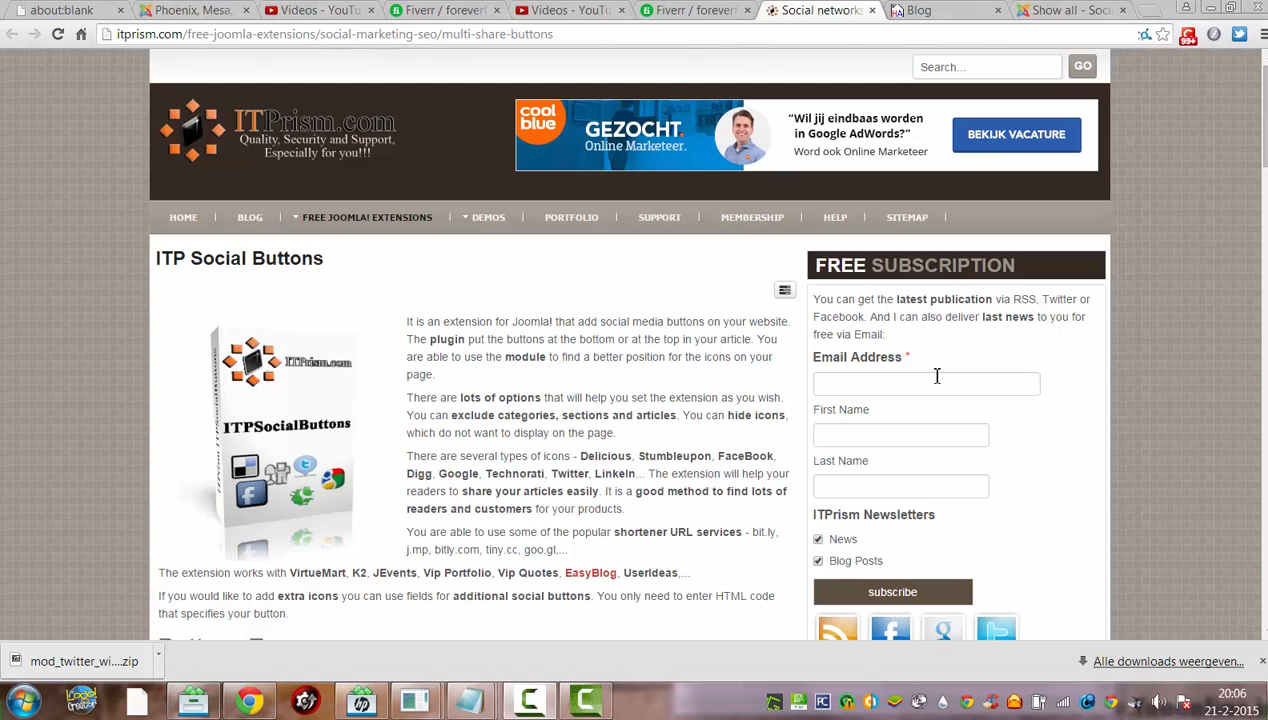 about:blank
Phoenix, Mesa,
Videos - YouTu
Fiverr / forevert
Videos - YouTu
Fiverr / forevert
Social network
Blog
Show all - Soci
itprism.com/free-joomla-extensions/social-marketing-seo/multi-share-buttons
99+
Search...
GO
ITPrism.com
Quality, Security and Support,
Especially for you!!!
cool
blue
GEZOCHT.
Online Marketeer.
“Wil jij eindbaas worden
in Google AdWords?”
Word ook Online Marketeer
BEKIJK VACATURE
HOME
BLOG
FREE JOOMLA! EXTENSIONS
DEMOS
PORTFOLIO
SUPPORT
MEMBERSHIP
HELP
SITEMAP
ITP Social Buttons
ITPrism.com
ITPSocialButtons
It is an extension for Joomla! that add social media buttons on your website.
The plugin put the buttons at the bottom or at the top in your article. You
are able to use the module to find a better position for the icons on your
page.
There are lots of options that will help you set the extension as you wish.
You can exclude categories, sections and articles. You can hide icons,
which do not want to display on the page.
There are several types of icons - Delicious, Stumbleupon, FaceBook,
Digg, Google, Technorati, Twitter, LinkeIn... The extension will help your
readers to share your articles easily. It is a good method to find lots of
readers and customers for your products.
You are able to use some of the popular shortener URL services - bit.ly,
j.mp, bitly.com, tiny.cc, goo.gl,...
The extension works with VirtueMart, K2, JEvents, Vip Portfolio, Vip Quotes, EasyBlog, UserIdeas,...
If you would like to add extra icons you can use fields for additional social buttons. You only need to enter HTML code
that specifies your button.
FREE SUBSCRIPTION
You can get the latest publication via RSS, Twitter or
Facebook. And I can also deliver last news to you for
free via Email:
Email Address *
First Name
Last Name
ITPrism Newsletters
News
Blog Posts
subscribe
mod_twitter_wi....zip
Alle downloads weergeven...
20:06
21-2-2015